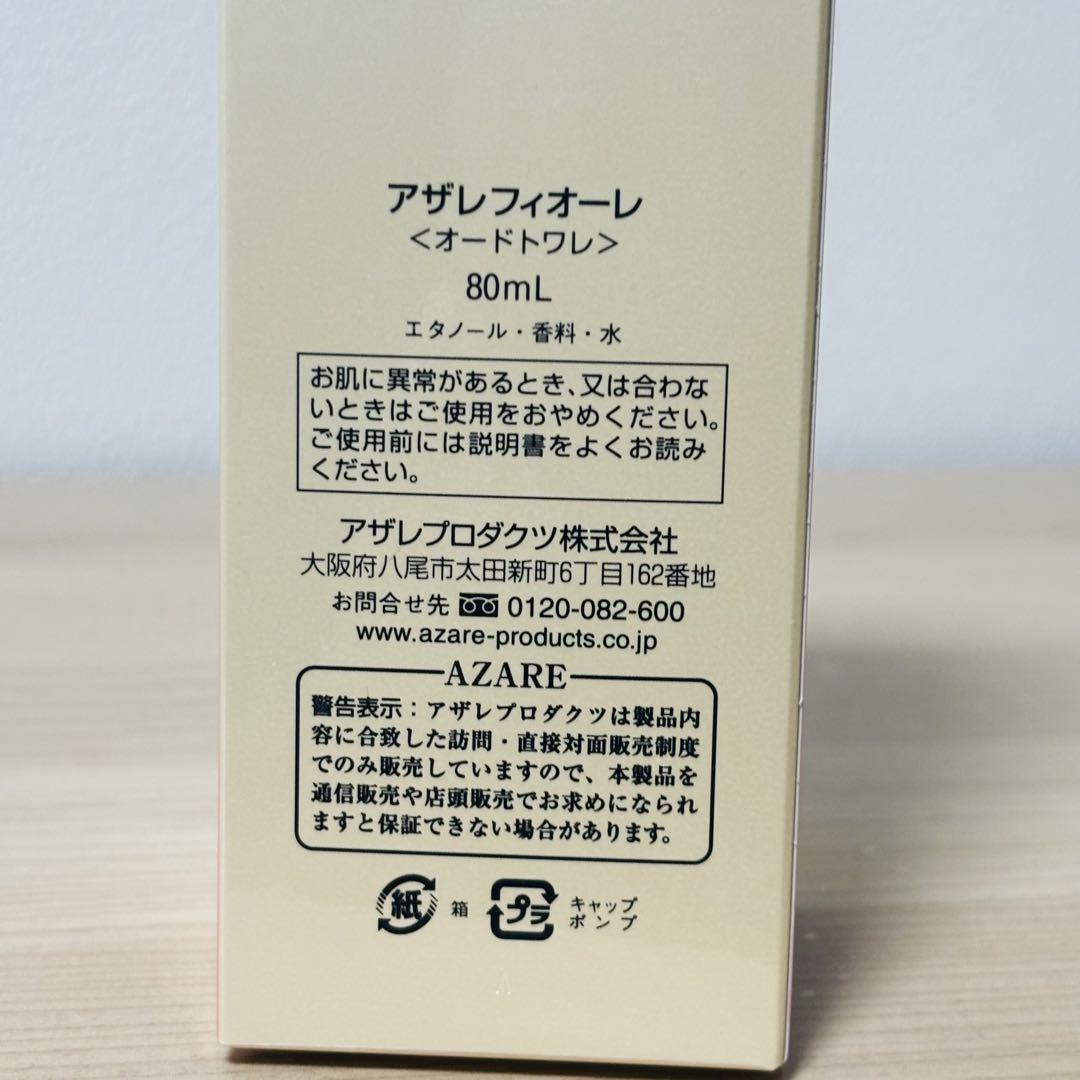 アザレフィオーレ
<オードトワレ>
80mL
エタノール・香料・水
お肌に異常があるとき、又は合わな
いときはご使用をおやめください。
ご使用前には説明書をよくお読み
ください。
アザレプロダクツ株式会社
大阪府八尾市太田新町6丁目162番地
お問合せ先 0120-082-600
www.azare-products.co.jp
AZARE
警告表示：アザレプロダクツは製品内
容に合致した訪問・直接対面販売制度
でのみ販売していますので、本製品を
通信販売や店頭販売でお求めになられ
ますと保証できない場合があります。
紙 箱 プラ キャップ
ポンプ